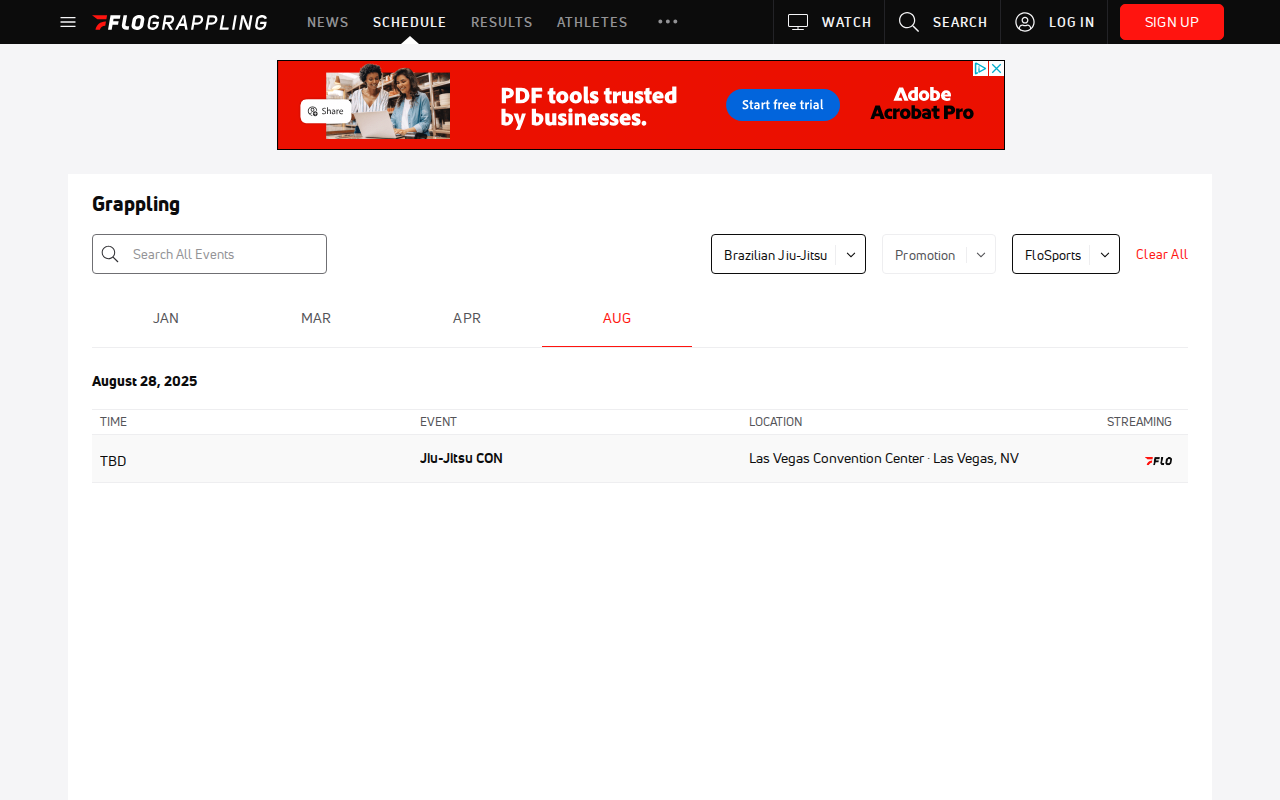 FLOGRAPPLING NEWS SCHEDULE RESULTS ATHLETES ••• WATCH SEARCH LOG IN SIGN UP
Share
PDF tools trusted
by businesses.
Start free trial
Adobe
Acrobat Pro
Grappling
Search All Events
Brazilian Jiu-Jitsu
Promotion
FloSports
Clear All
JAN MAR APR AUG
August 28, 2025
TIME EVENT LOCATION STREAMING
TBD Jiu-Jitsu CON Las Vegas Convention Center · Las Vegas, NV FLO